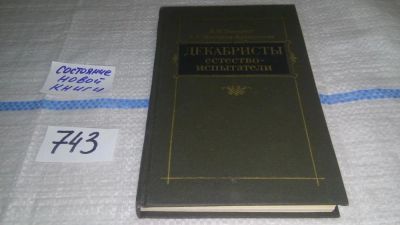 СОСТОЯНИЕ
НОВОЙ
КНИГИ
743
ДЕКАБРИСТЫ
естество-
испытатели